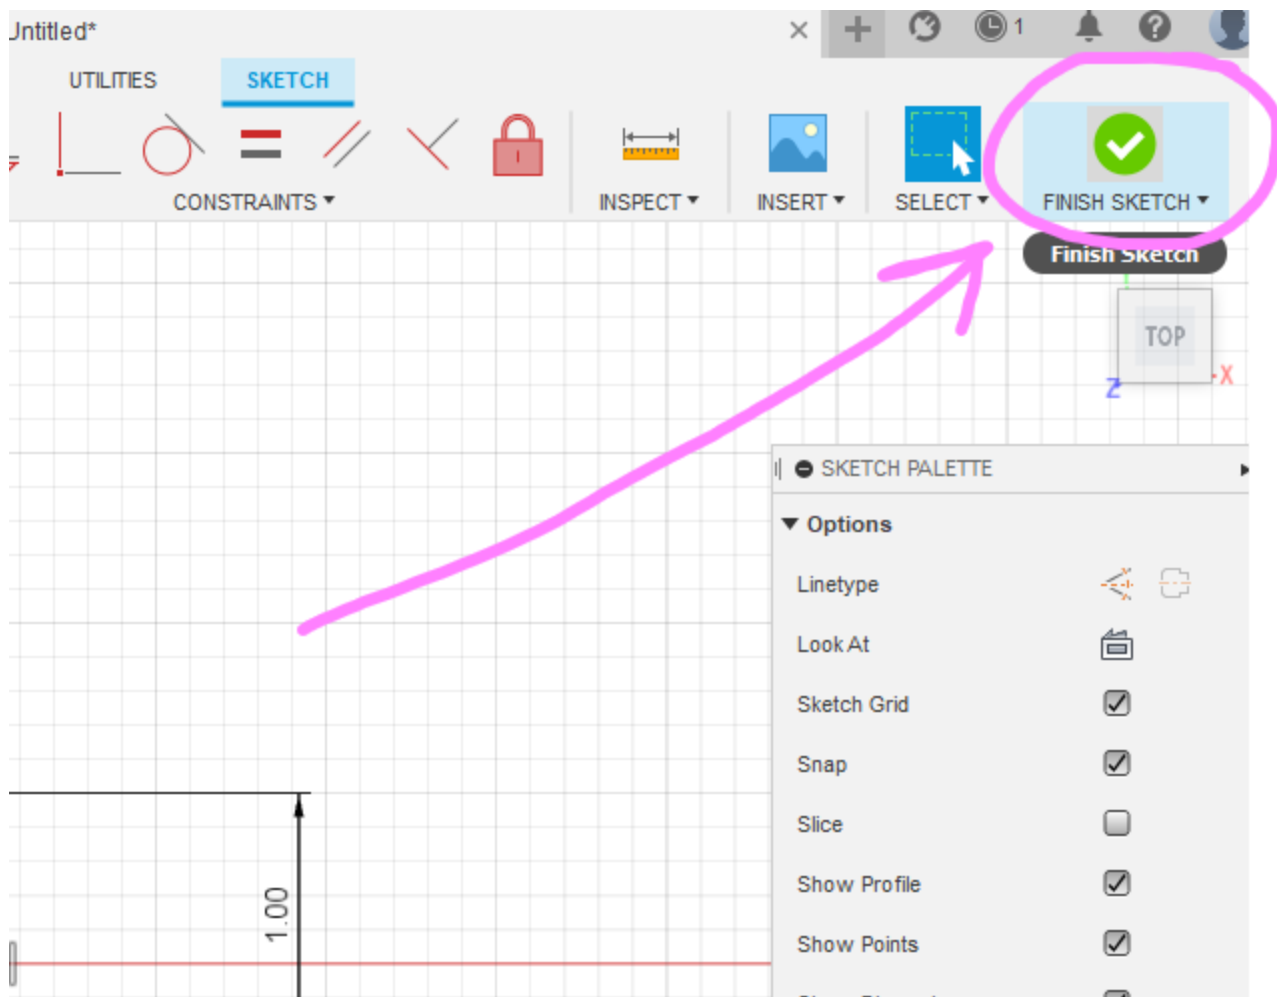 Untitled*
1
UTILITIES
SKETCH
CONSTRAINTS
INSPECT
INSERT
SELECT
FINISH SKETCH
Finish Sketch
TOP
Z
X
SKETCH PALETTE
Options
Linetype
Look At
Sketch Grid
Snap
Slice
Show Profile
Show Points
1.00